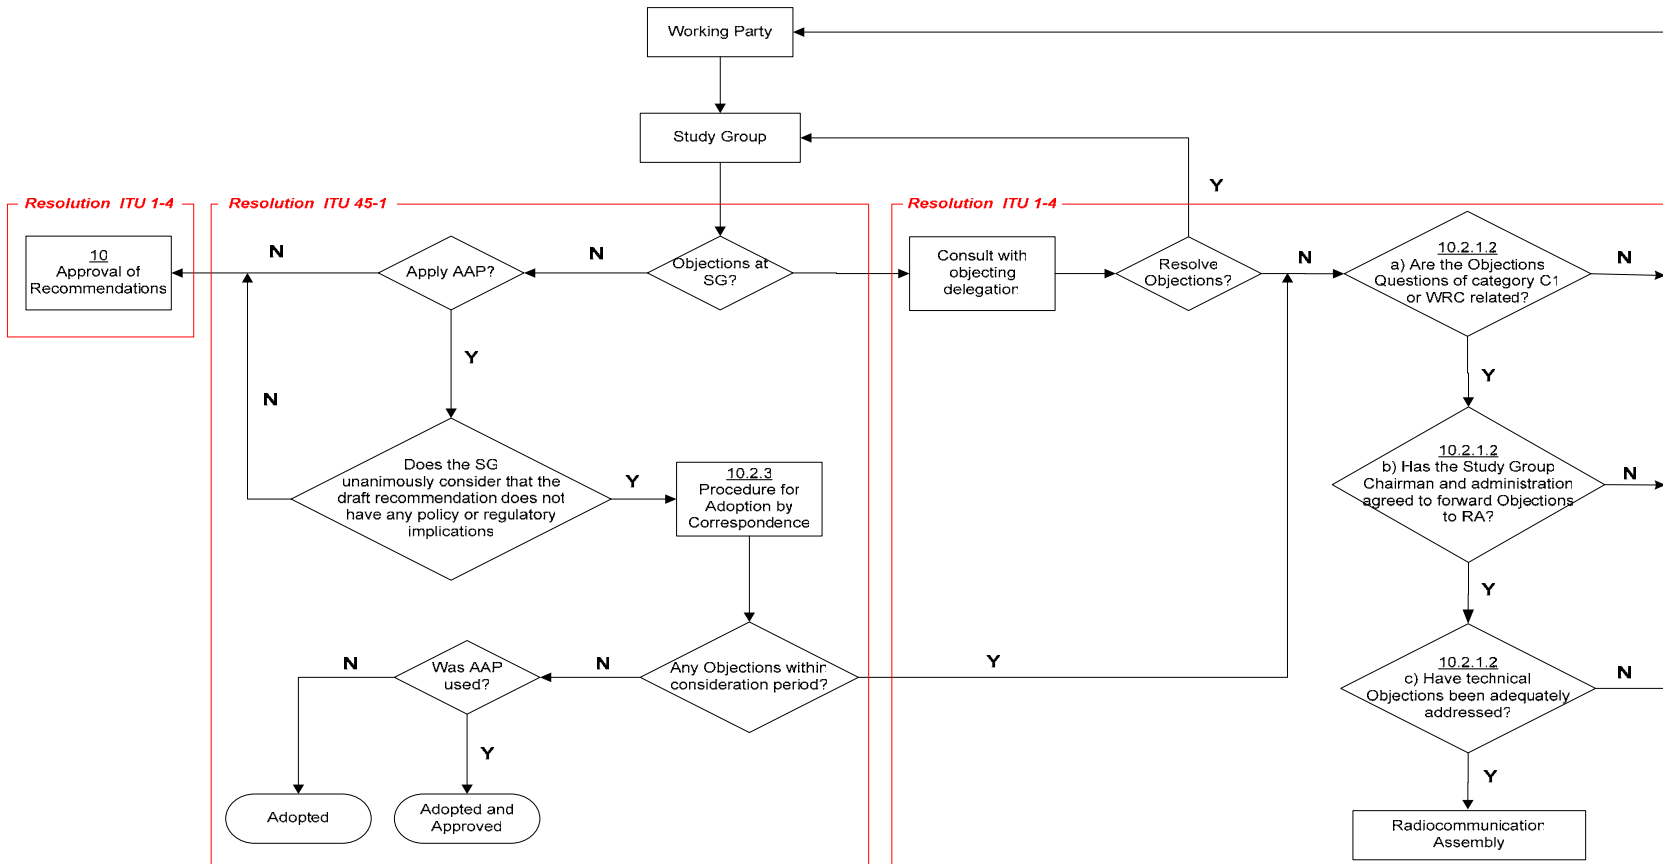 Working Party
Study Group
Y
Resolution ITU 1-4
Resolution ITU 45-1
Resolution ITU 1-4
10
Approval of
Recommendations
N
Apply AAP?
N
Objections at
SG?
Consult with
objecting
delegation
Resolve
Objections?
N
10.2.1.2
a) Are the Objections
Questions of category C1
or WRC related?
N
Y
N
Y
Does the SG
unanimously consider that the
draft recommendation does not
have any policy or regulatory
implications
Y
10.2.3
Procedure for
Adoption by
Correspondence
10.2.1.2
b) Has the Study Group
Chairman and administration
agreed to forward Objections
to RA?
N
Y
N
Was AAP
used?
N
Any Objections within
consideration period?
Y
10.2.1.2
c) Have technical
Objections been adequately
addressed?
N
Y
Y
Adopted
Adopted and
Approved
Radiocommunication
Assembly